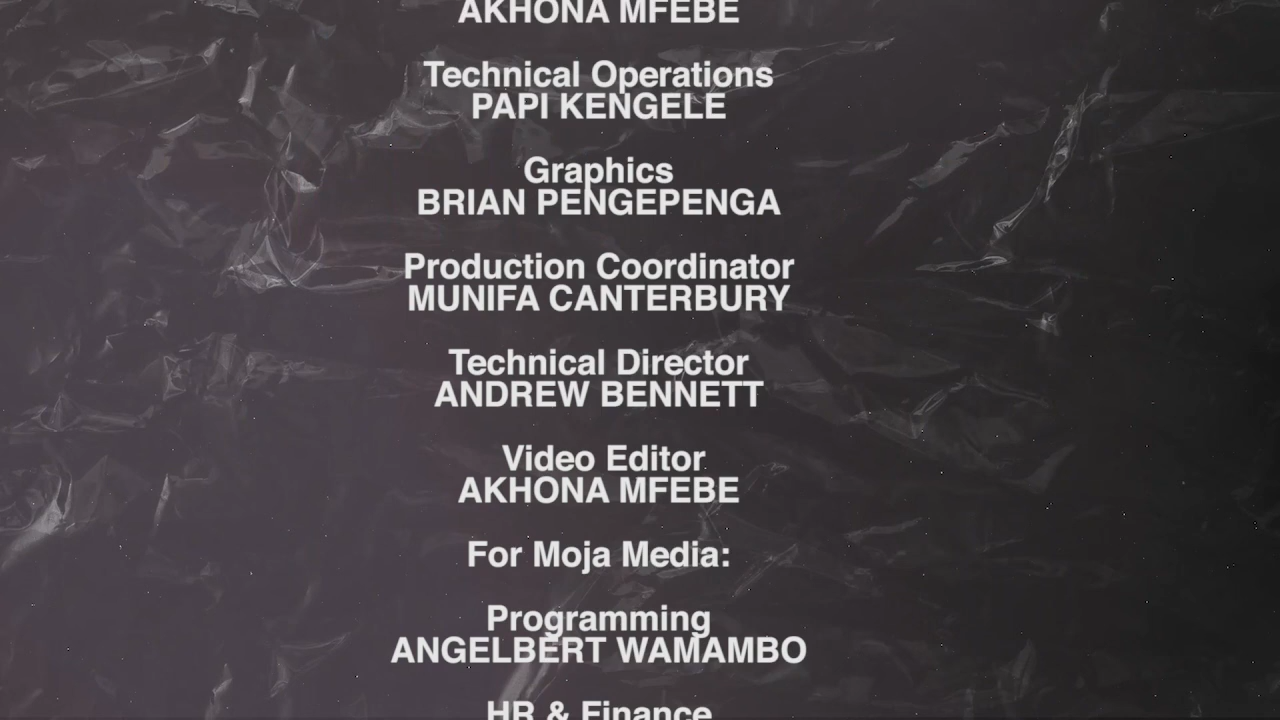 AKHONA MFEBE
Technical Operations
PAPI KENGELE
Graphics
BRIAN PENGEPENGA
Production Coordinator
MUNIFA CANTERBURY
Technical Director
ANDREW BENNETT
Video Editor
AKHONA MFEBE
For Moja Media:
Programming
ANGELBERT WAMAMBO
HR & Finance